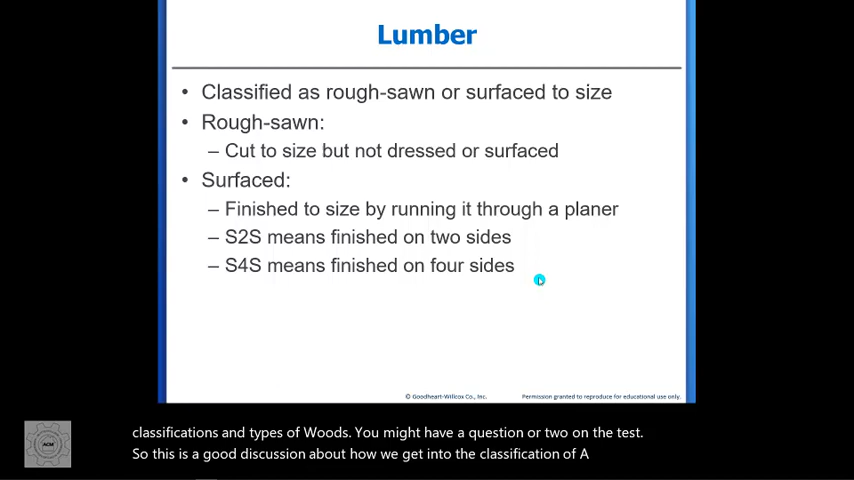 Lumber
• Classified as rough-sawn or surfaced to size
• Rough-sawn:
– Cut to size but not dressed or surfaced
• Surfaced:
– Finished to size by running it through a planer
– S2S means finished on two sides
– S4S means finished on four sides
© Goodheart-Willcox Co., Inc. Permission granted to reproduce for educational use only.
classifications and types of Woods. You might have a question or two on the test.
ACM
So this is a good discussion about how we get into the classification of A